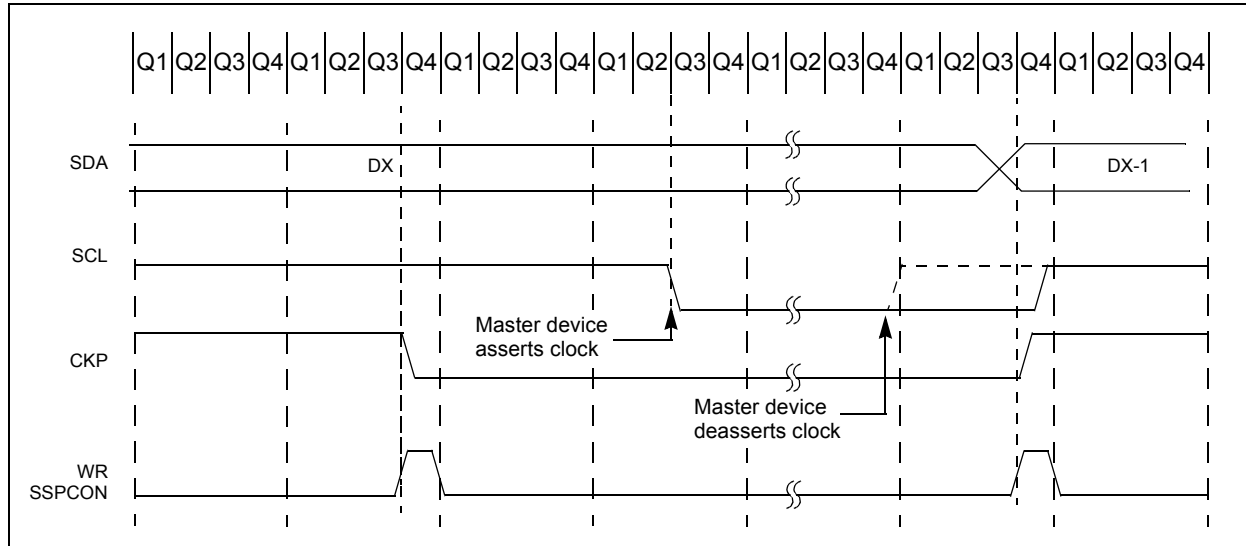 Q1 Q2 Q3 Q4 Q1 Q2 Q3 Q4 Q1 Q2 Q3 Q4 Q1 Q2 Q3 Q4 Q1 Q2 Q3 Q4 Q1 Q2 Q3 Q4 Q1 Q2 Q3 Q4
SDA
DX
DX-1
SCL
Master device
asserts clock
CKP
Master device
deasserts clock
WR
SSPCON